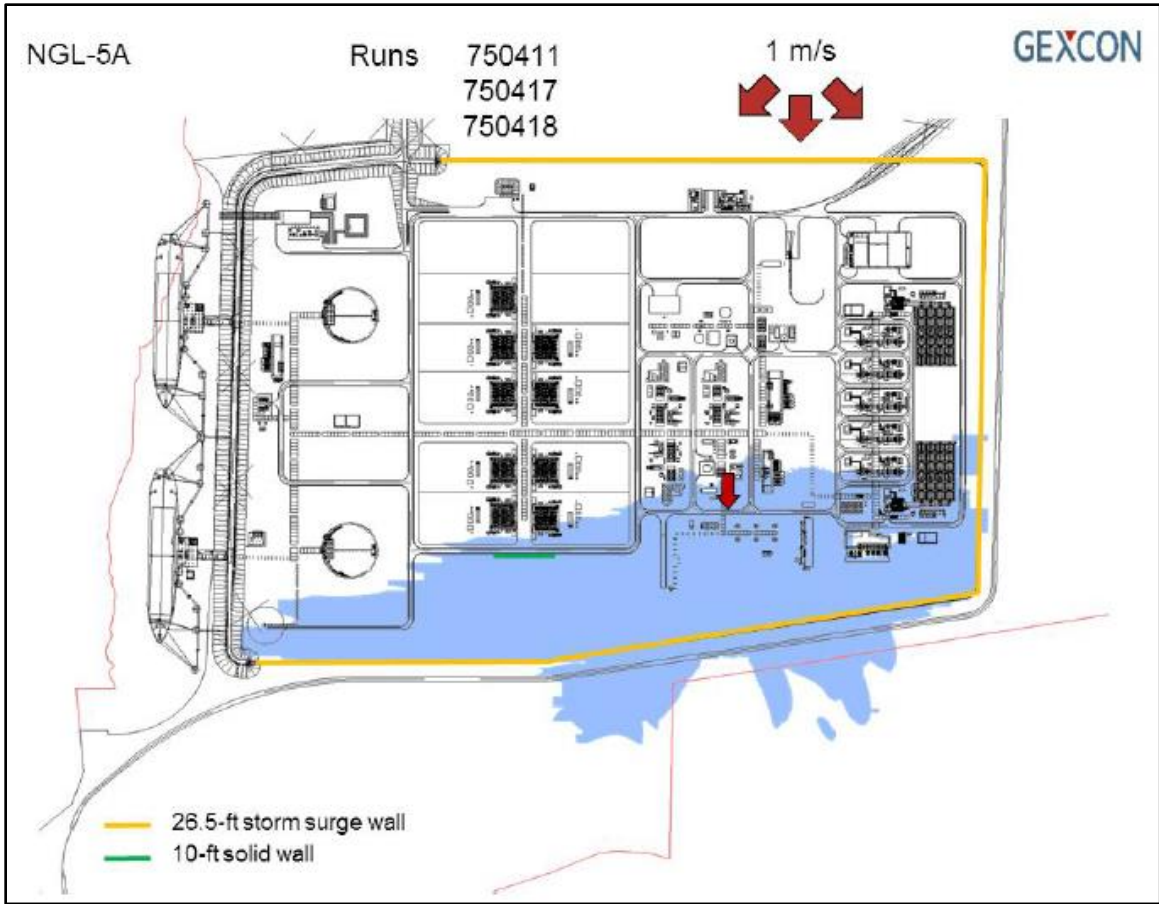 NGL-5A
Runs 750411
750417
750418
1 m/s
GEXCON
26.5-ft storm surge wall
10-ft solid wall